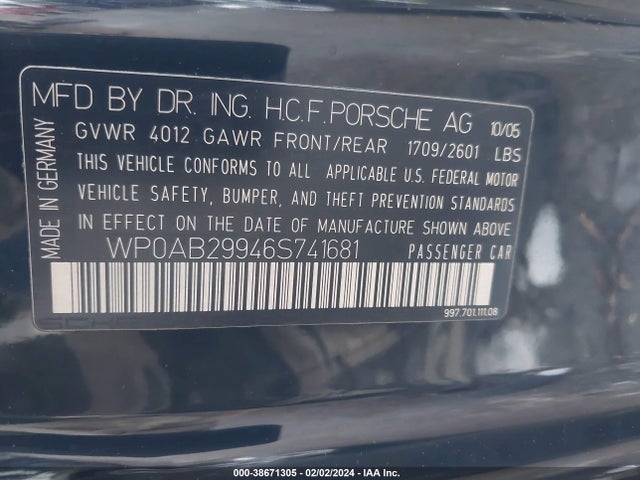 MFD BY DR. ING. H.C.F. PORSCHE AG 10/05
GVWR 4012 GAWR FRONT/REAR 1709/2601 LBS
THIS VEHICLE CONFORMS TO ALL APPLICABLE U.S. FEDERAL MOTOR
VEHICLE SAFETY, BUMPER, AND THEFT PREVENTION STANDARDS
IN EFFECT ON THE DATE OF MANUFACTURE SHOWN ABOVE
WP0AB29946S741681 PASSENGER CAR
997.701.111.08
MADE IN GERMANY
000-38671305 - 02/02/2024 - IAA Inc.